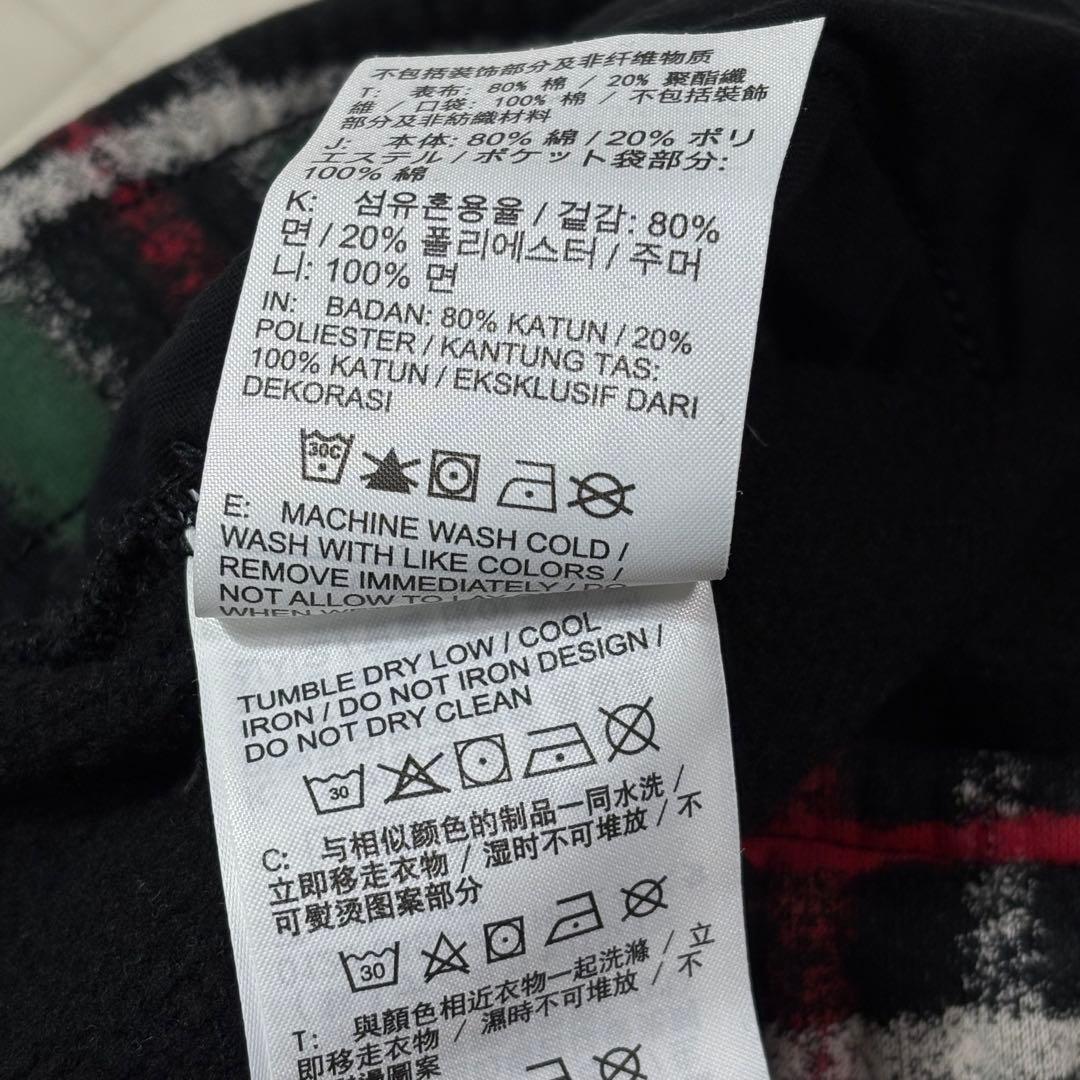 不包括装饰部分及非纤维物质
T: 表布: 80% 棉 / 20% 聚酯纖
維 / 口袋: 100% 棉 / 不包括裝飾
部分及非紡織材料
J: 本体: 80% 綿 / 20% ポリ
エステル / ポケット袋部分:
100% 綿
K: 섬유혼용율 / 겉감: 80%
면 / 20% 폴리에스터 / 주머
니: 100% 면
IN: BADAN: 80% KATUN / 20%
POLIESTER / KANTUNG TAS:
100% KATUN / EKSKLUSIF DARI
DEKORASI
30C
E: MACHINE WASH COLD /
WASH WITH LIKE COLORS /
REMOVE IMMEDIATELY / DO
NOT ALLOW TO LAY
WHEN
TUMBLE DRY LOW / COOL
IRON / DO NOT IRON DESIGN /
DO NOT DRY CLEAN
30
C: 与相似颜色的制品一同水洗 /
立即移走衣物 / 湿时不可堆放 / 不
可熨烫图案部分
30
T: 與顏色相近衣物一起洗滌 / 立
即移走衣物 / 濕時不可堆放 / 不
圖案